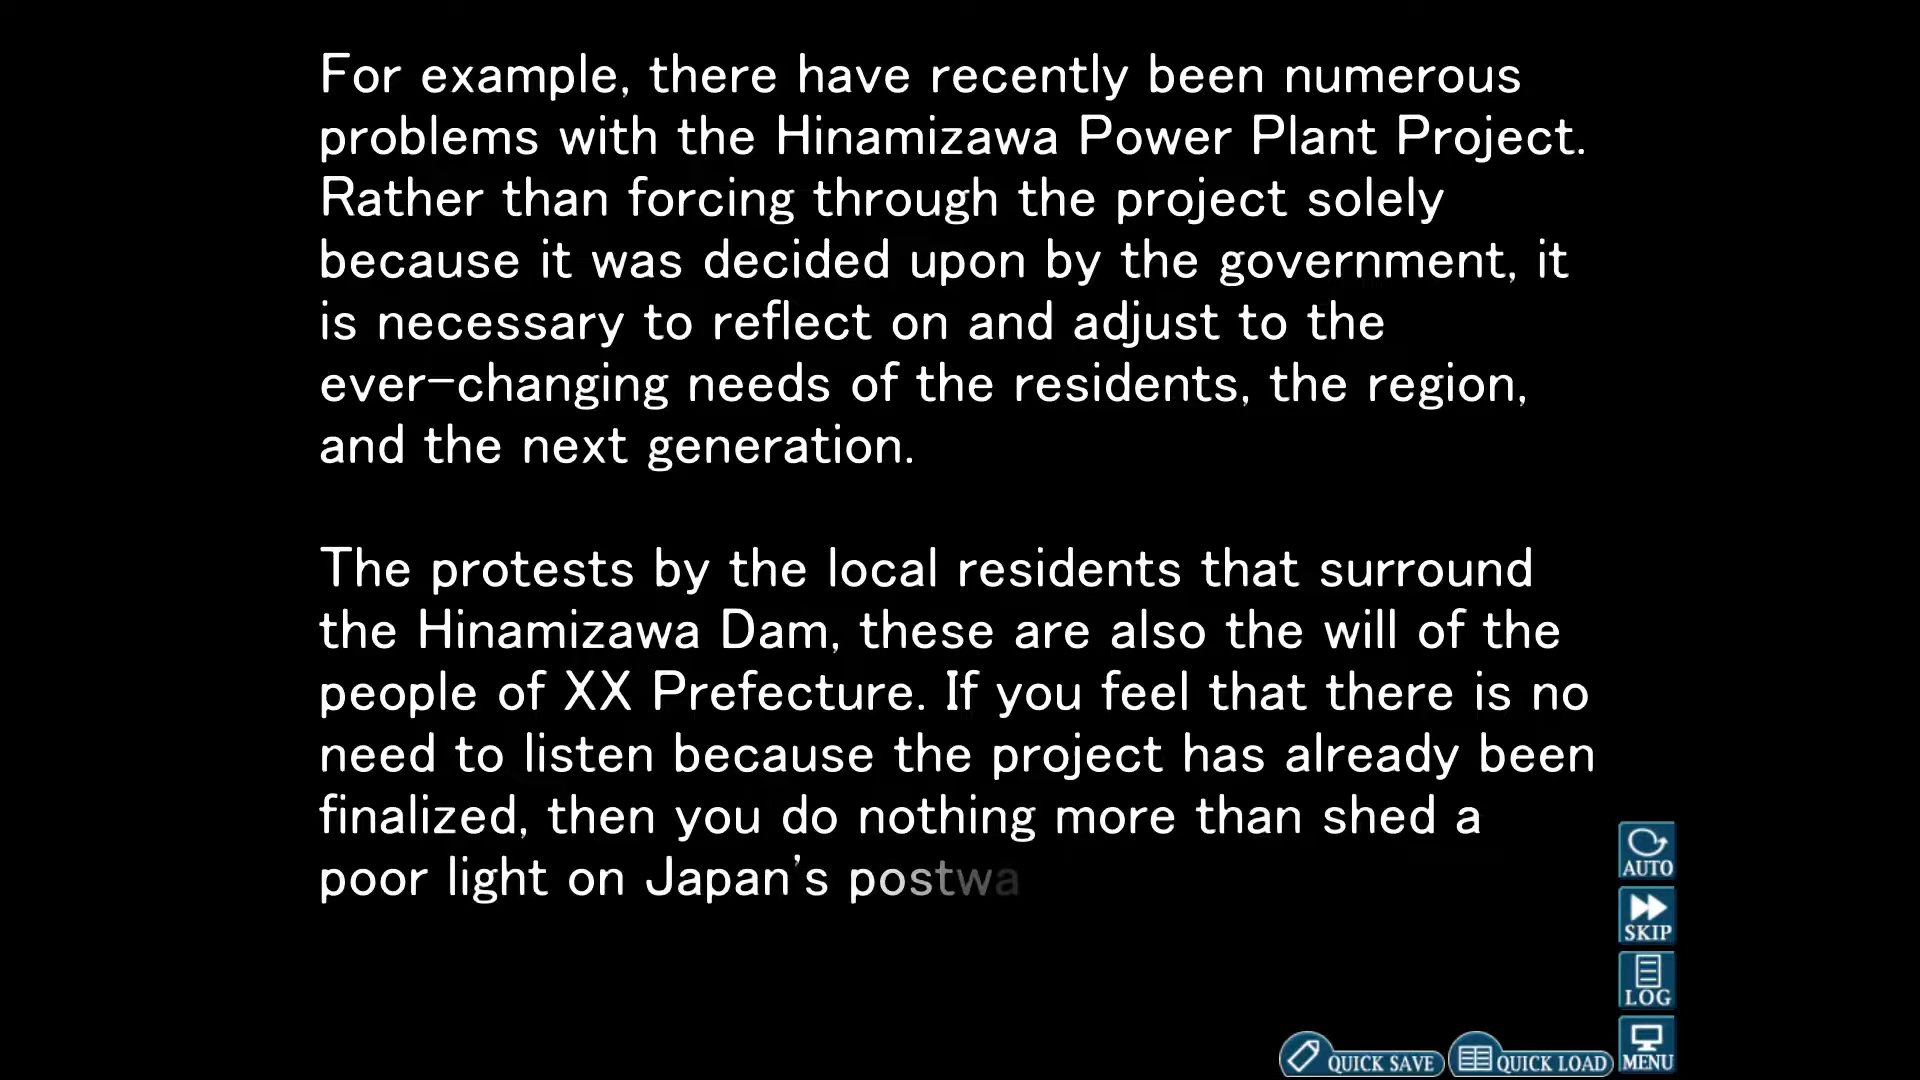 For example, there have recently been numerous
problems with the Hinamizawa Power Plant Project.
Rather than forcing through the project solely
because it was decided upon by the government, it
is necessary to reflect on and adjust to the
ever-changing needs of the residents, the region,
and the next generation.
The protests by the local residents that surround
the Hinamizawa Dam, these are also the will of the
people of XX Prefecture. If you feel that there is no
need to listen because the project has already been
finalized, then you do nothing more than shed a
poor light on Japan's postwa
AUTO
SKIP
LOG
MENU
QUICK SAVE
QUICK LOAD